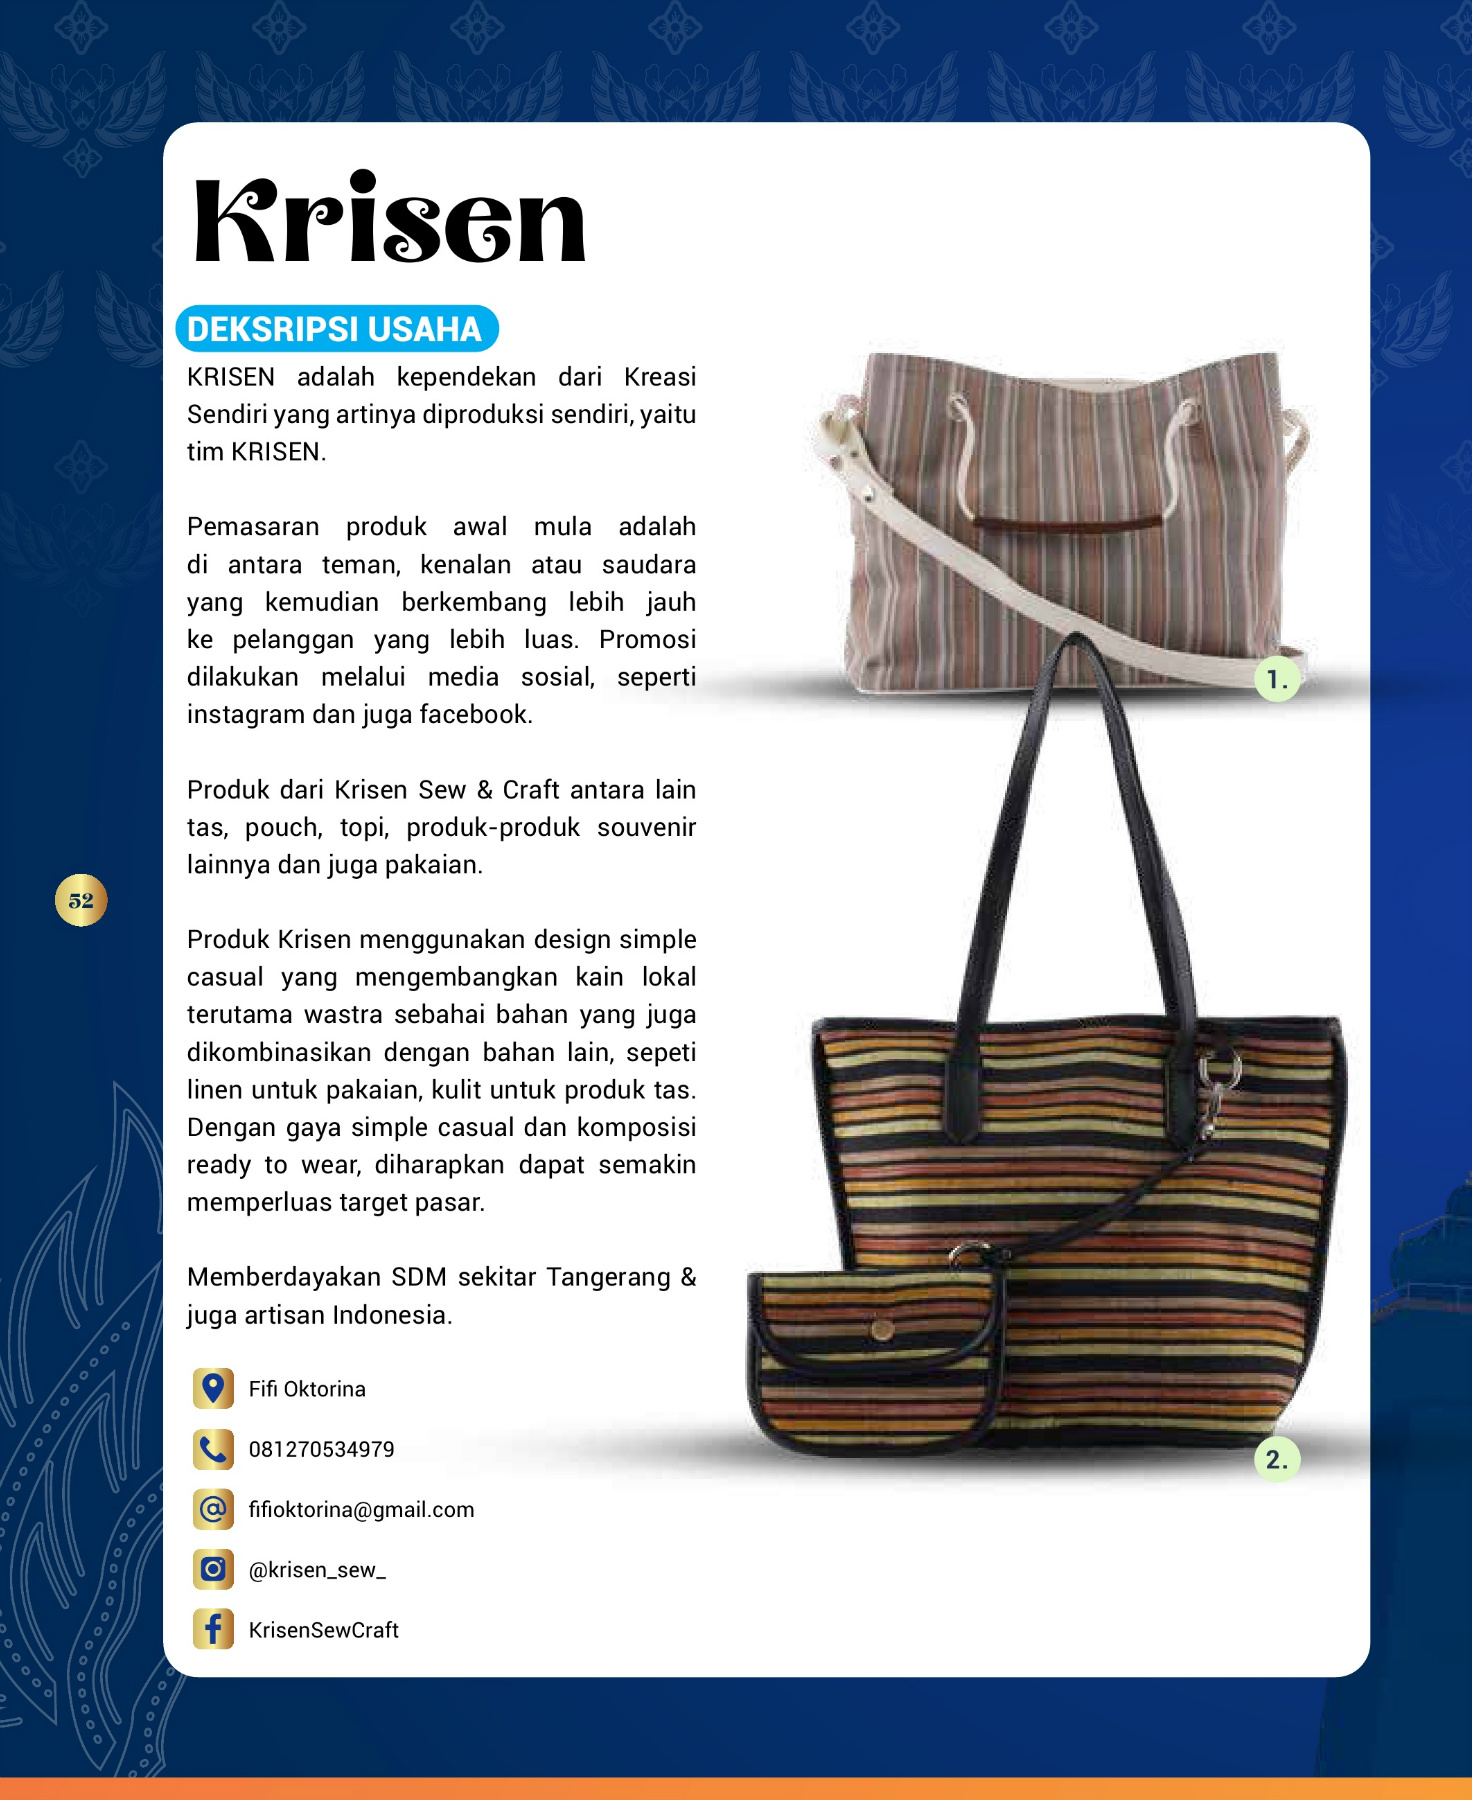 Krisen
DEKSRIPSI USAHA
KRISEN adalah kependekan dari Kreasi
Sendiri yang artinya diproduksi sendiri, yaitu
tim KRISEN.
Pemasaran produk awal mula adalah
di antara teman, kenalan atau saudara
yang kemudian berkembang lebih jauh
ke pelanggan yang lebih luas. Promosi
dilakukan melalui media sosial, seperti
instagram dan juga facebook.
Produk dari Krisen Sew & Craft antara lain
tas, pouch, topi, produk-produk souvenir
lainnya dan juga pakaian.
Produk Krisen menggunakan design simple
casual yang mengembangkan kain lokal
terutama wastra sebahai bahan yang juga
dikombinasikan dengan bahan lain, sepeti
linen untuk pakaian, kulit untuk produk tas.
Dengan gaya simple casual dan komposisi
ready to wear, diharapkan dapat semakin
memperluas target pasar.
Memberdayakan SDM sekitar Tangerang &
juga artisan Indonesia.
Fifi Oktorina
081270534979
fifioktorina@gmail.com
@krisen_sew_
KrisenSewCraft
1.
2.
52